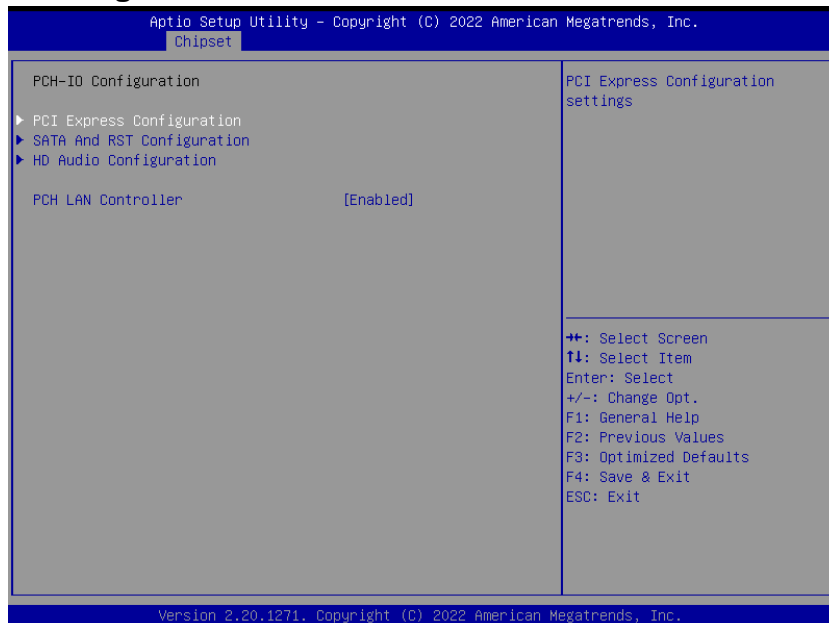 Aptio Setup Utility – Copyright (C) 2022 American Megatrends, Inc.
Chipset
PCH-IO Configuration
PCI Express Configuration
SATA And RST Configuration
HD Audio Configuration
PCH LAN Controller [Enabled]
PCI Express Configuration
settings
→←: Select Screen
↑↓: Select Item
Enter: Select
+/-: Change Opt.
F1: General Help
F2: Previous Values
F3: Optimized Defaults
F4: Save & Exit
ESC: Exit
Version 2.20.1271. Copyright (C) 2022 American Megatrends, Inc.